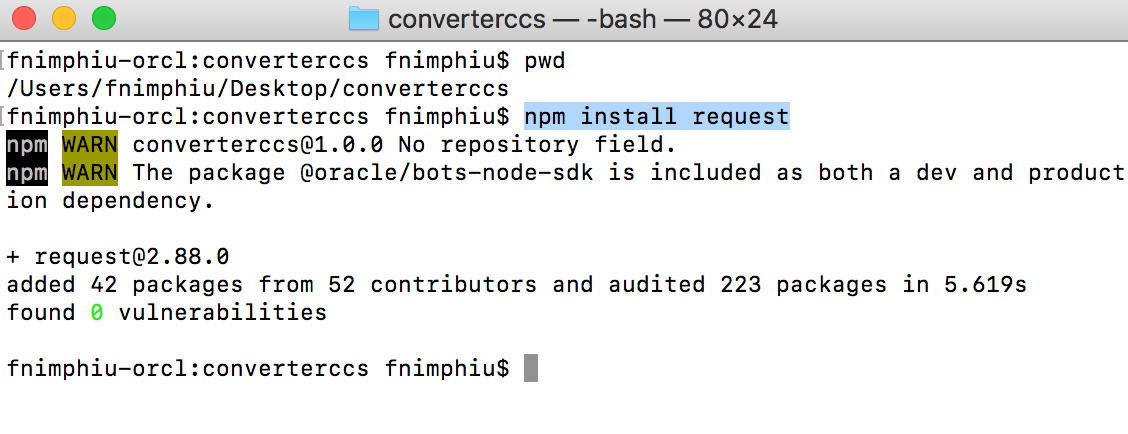 converterccs — -bash — 80×24
[fnimphiu-orcl:converterccs fnimphiu$ pwd
/Users/fnimphiu/Desktop/converterccs
[fnimphiu-orcl:converterccs fnimphiu$ npm install request
npm WARN converterccs@1.0.0 No repository field.
npm WARN The package @oracle/bots-node-sdk is included as both a dev and product
ion dependency.
+ request@2.88.0
added 42 packages from 52 contributors and audited 223 packages in 5.619s
found 0 vulnerabilities
fnimphiu-orcl:converterccs fnimphiu$